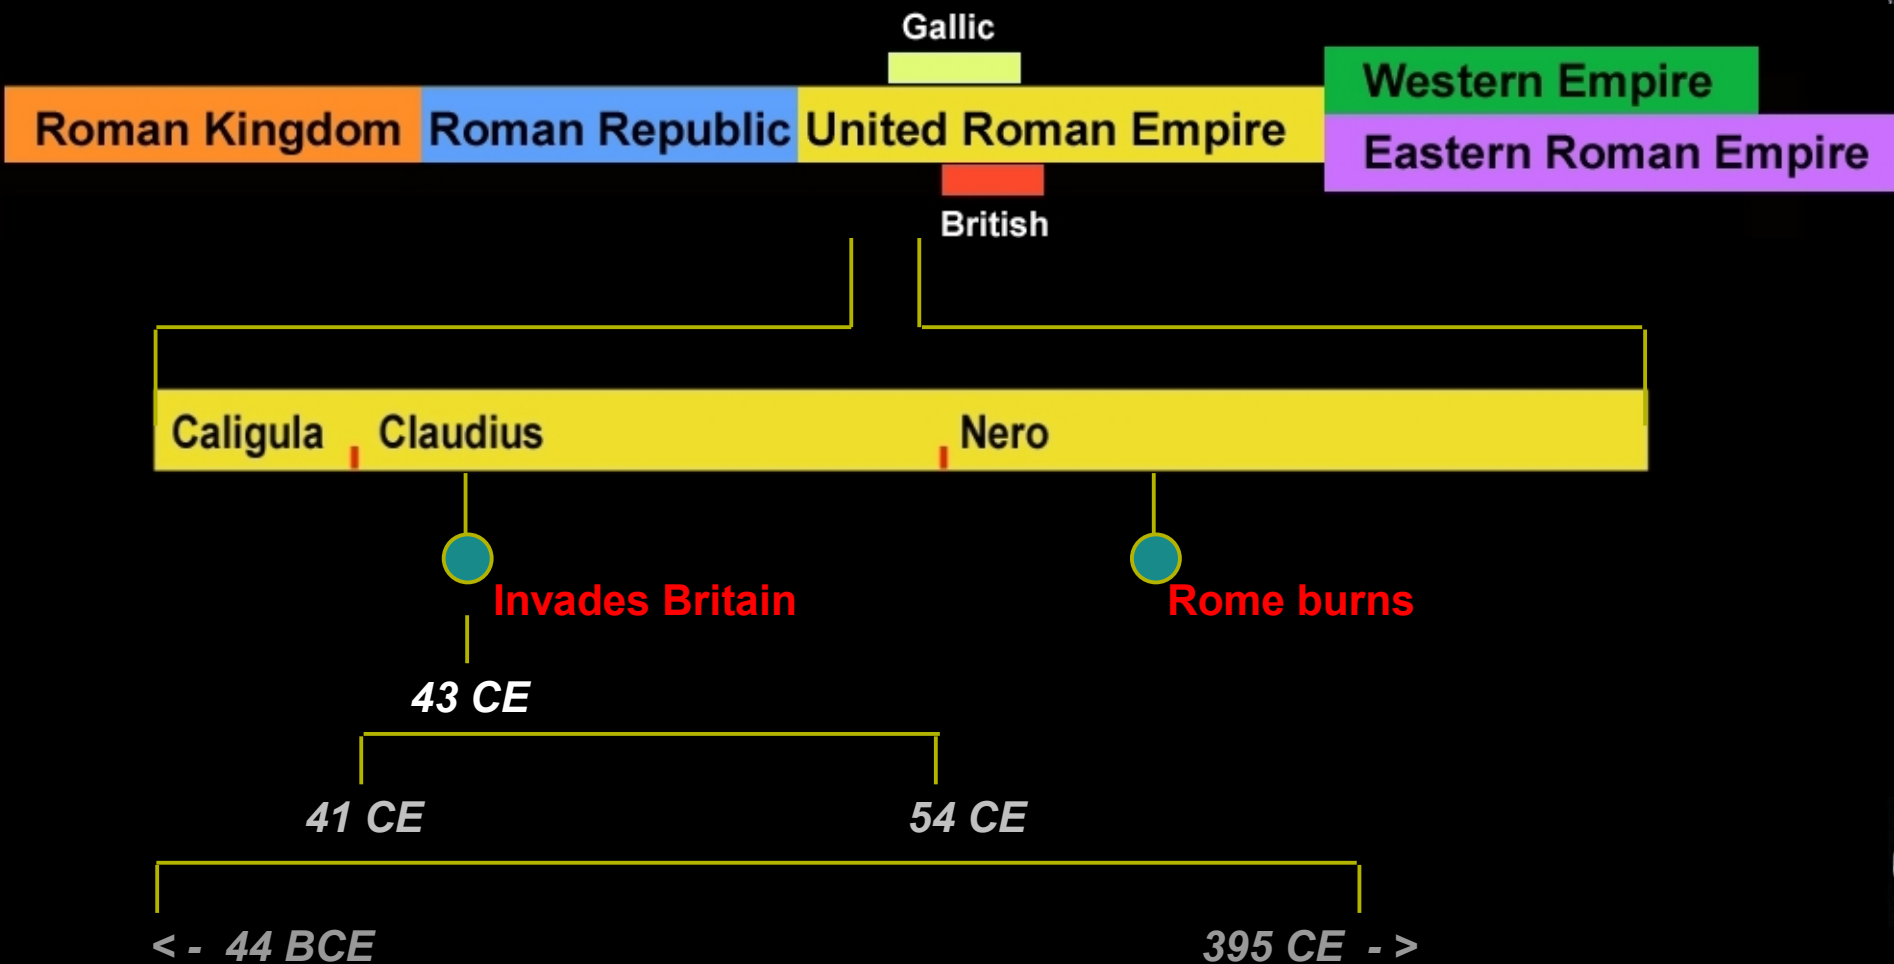 Gallic
Western Empire
Roman Kingdom Roman Republic United Roman Empire
Eastern Roman Empire
British
Caligula Claudius Nero
Invades Britain Rome burns
43 CE
41 CE 54 CE
< - 44 BCE 395 CE - >